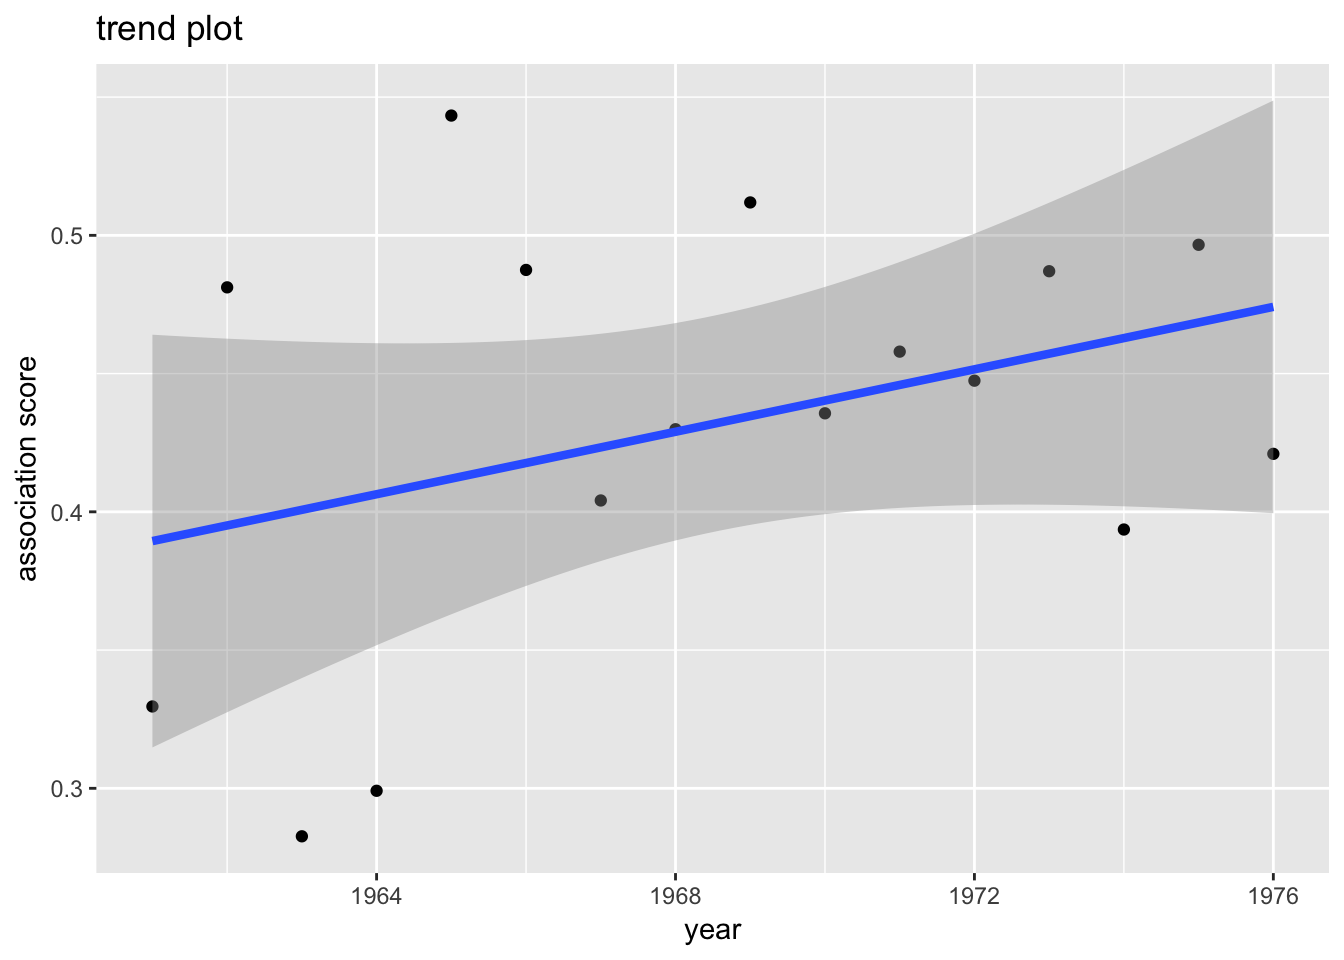 trend plot
association score
0.5
0.4
0.3
1964 1968 1972 1976
year